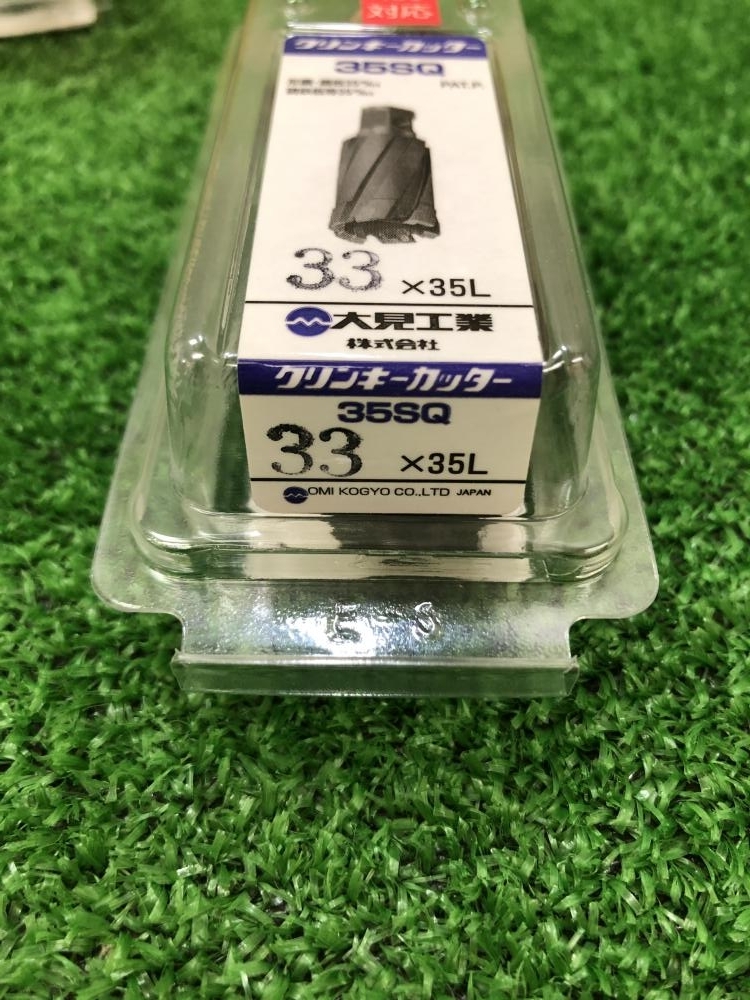 対応
クリンキーカッター
35SQ
PAT.P.
33 ×35L
大見工業
株式会社
クリンキーカッター
35SQ
33 ×35L
OMI KOGYO CO.,LTD JAPAN